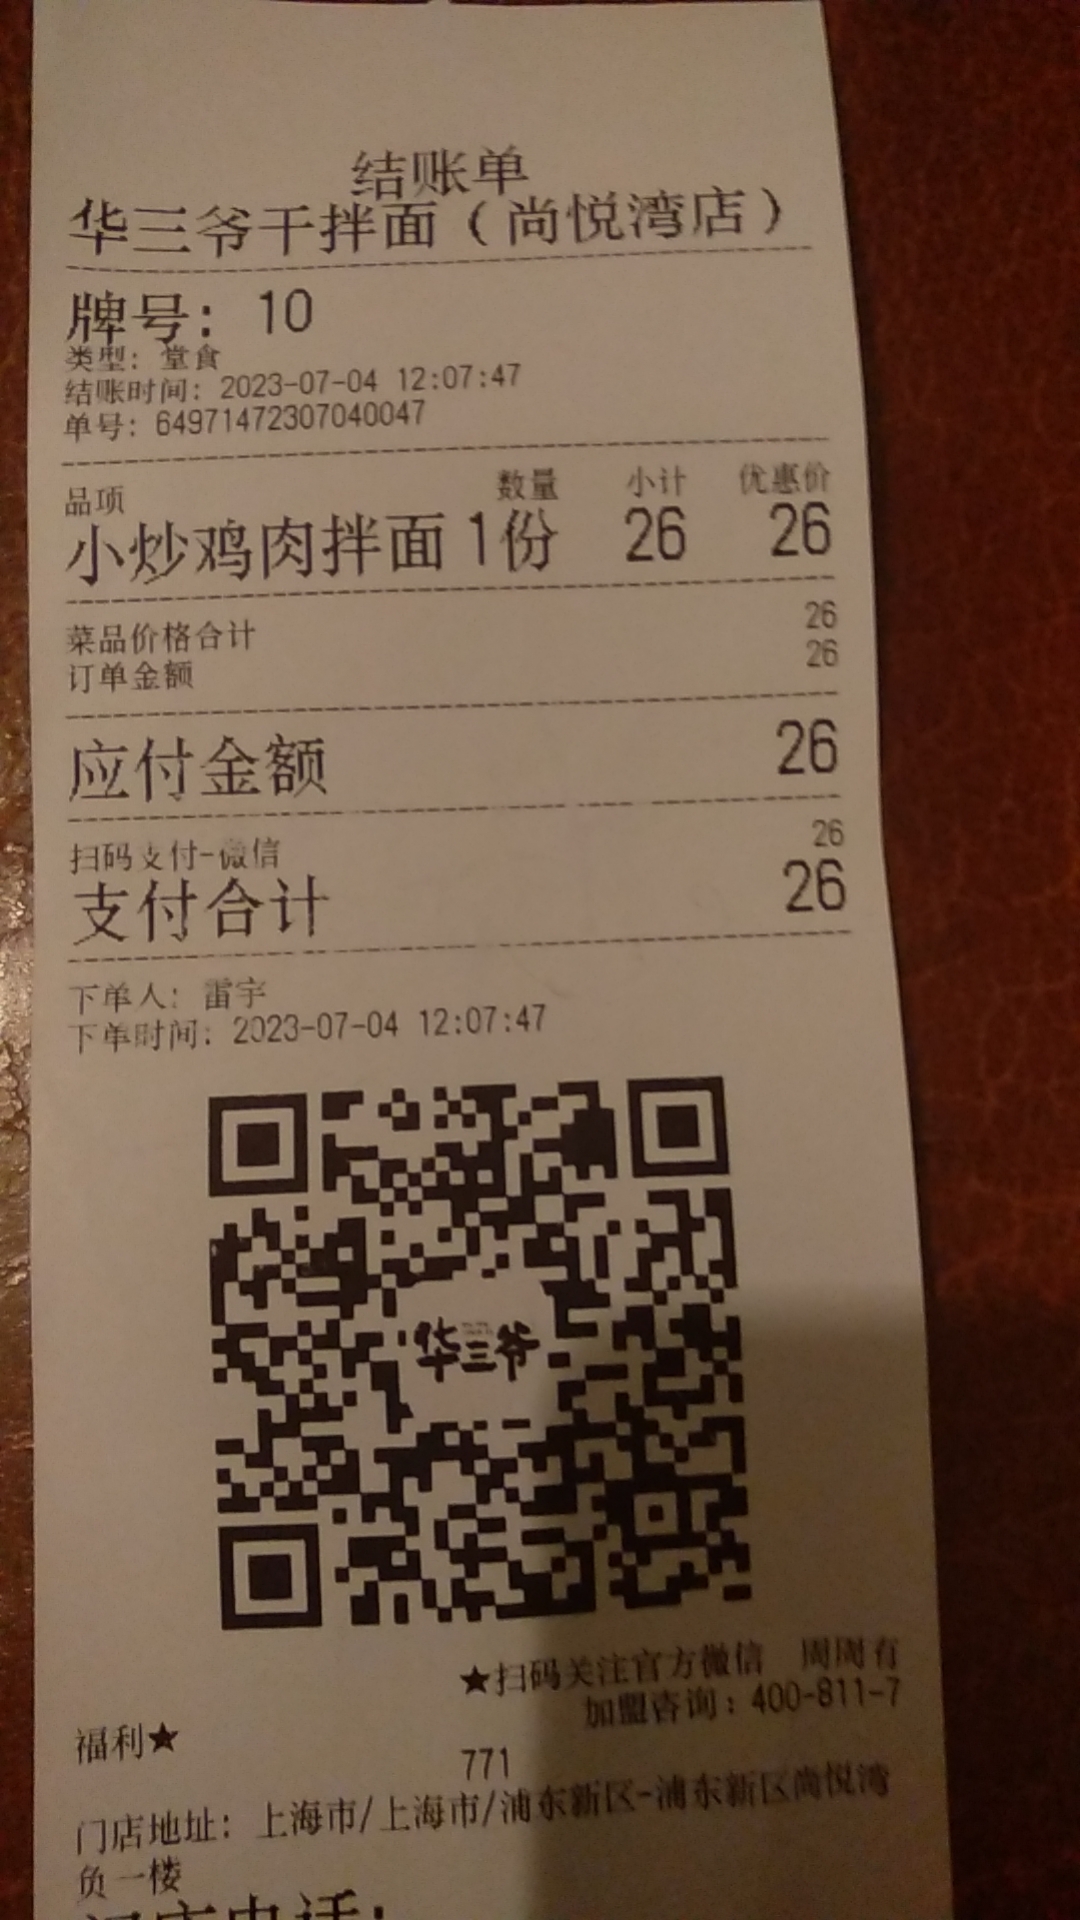 结账单
华三爷干拌面（尚悦湾店）
牌号：10
类型：堂食
结账时间：2023-07-04 12:07:47
单号：64971472307040047
品项 数量 小计 优惠价
小炒鸡肉拌面 1份 26 26
菜品价格合计 26
订单金额 26
应付金额 26
扫码支付-微信 26
支付合计 26
下单人：雷宇
下单时间：2023-07-04 12:07:47
华三爷
★扫码关注官方微信 周周有
福利★ 加盟咨询：400-811-7
771
门店地址：上海市/上海市/浦东新区-浦东新区尚悦湾
负一楼
门店电话：